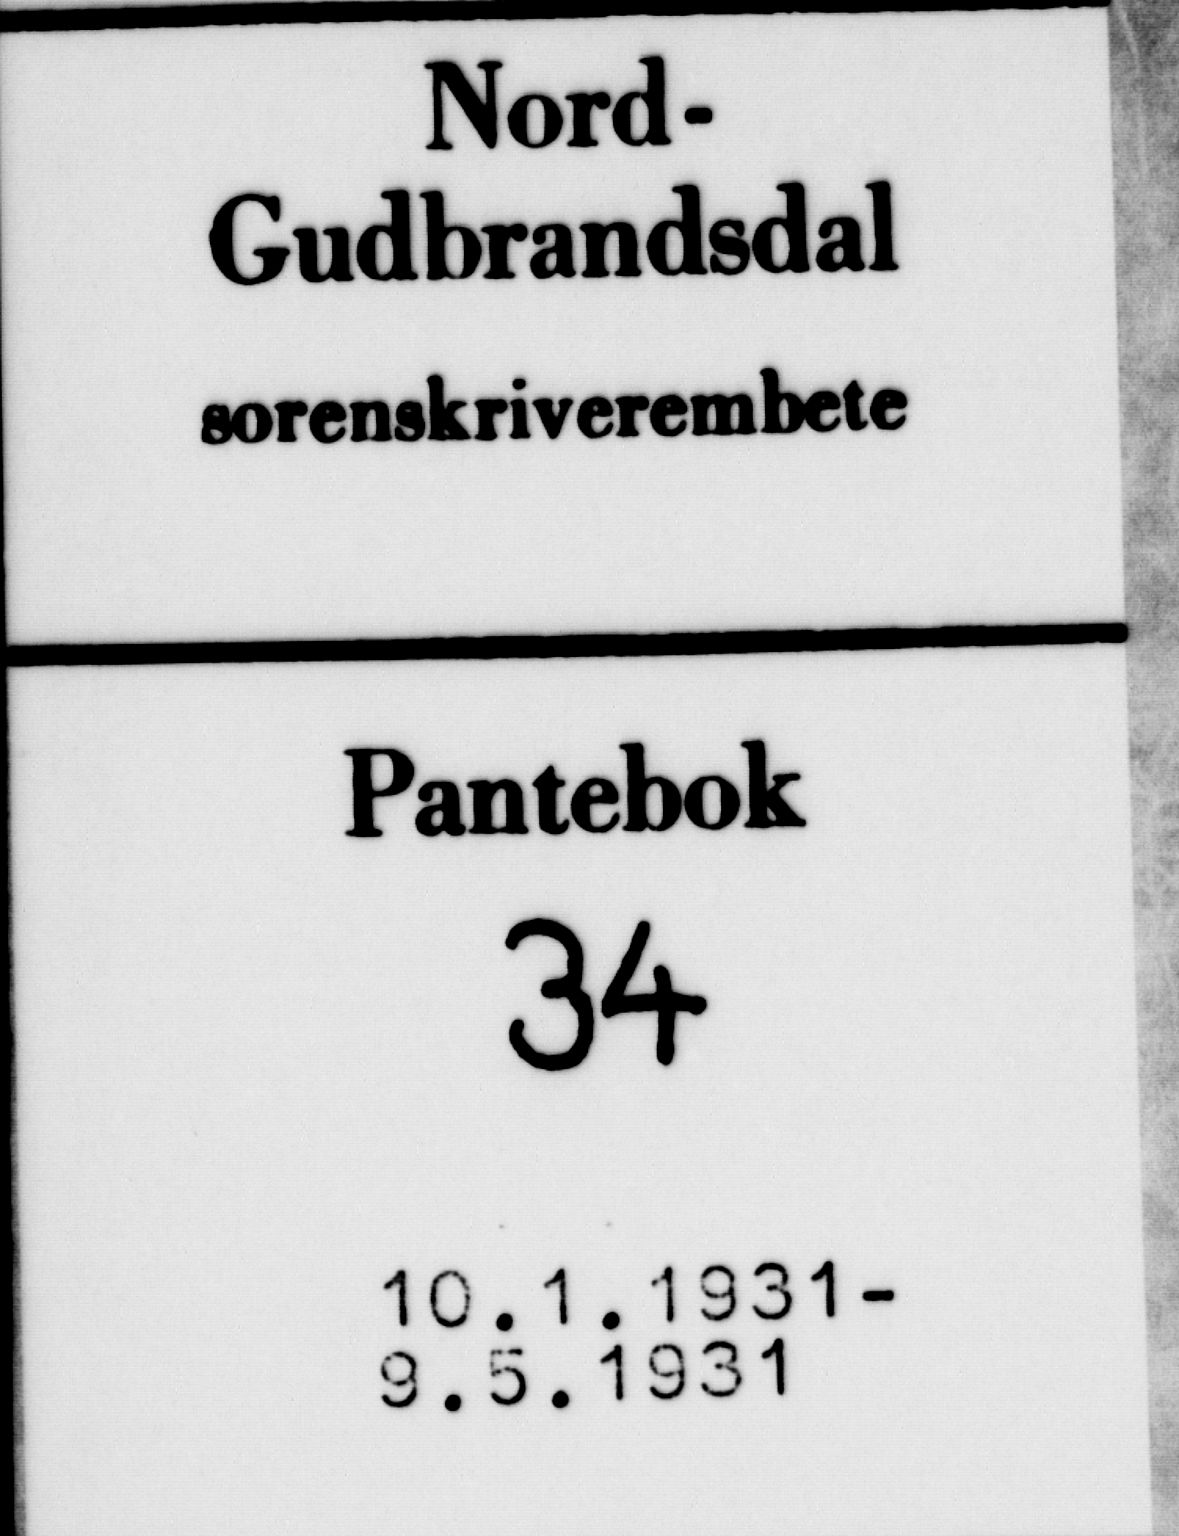 Nord-
Gudbrandsdal
sorenskriverembete
Pantebok
34
10.1.1931-
9.5.1931